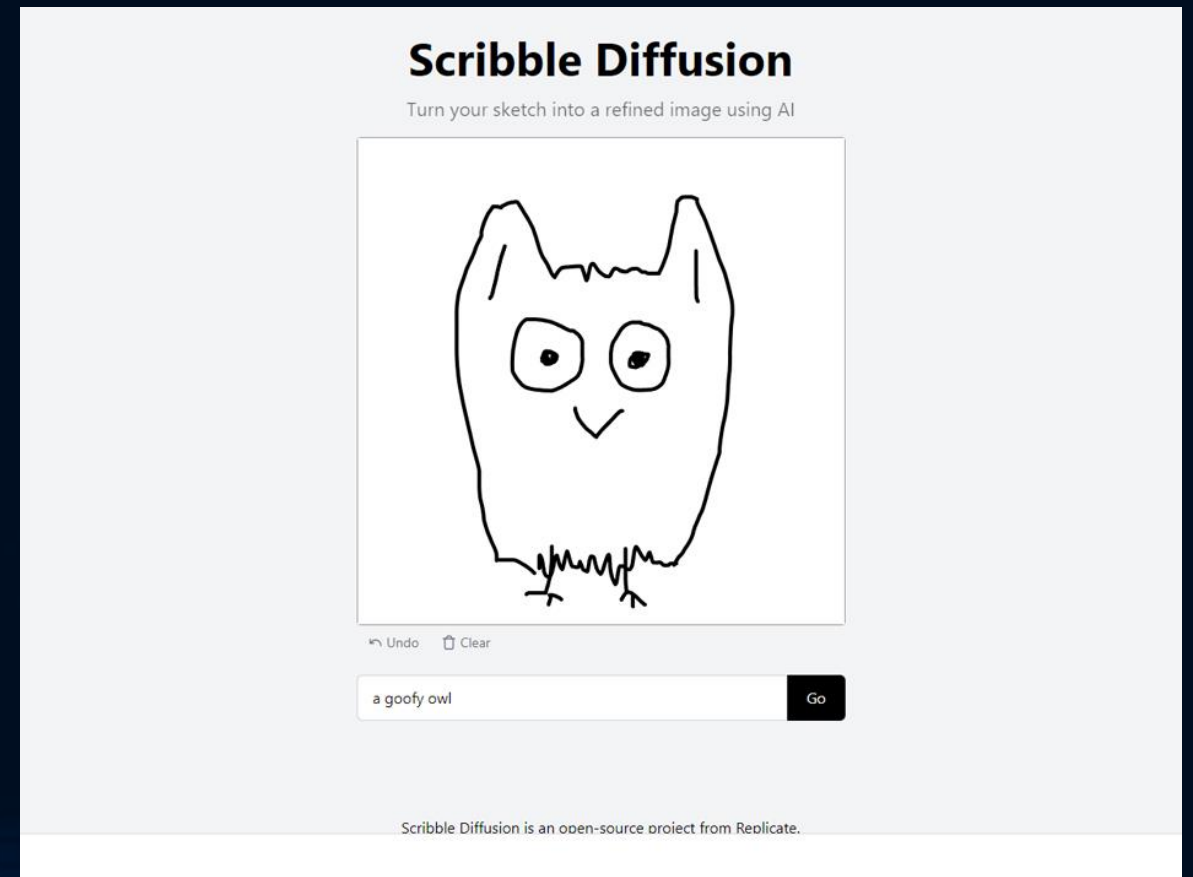 Scribble Diffusion
Turn your sketch into a refined image using AI
Undo Clear
a goofy owl Go
Scribble Diffusion is an open-source project from Replicate.